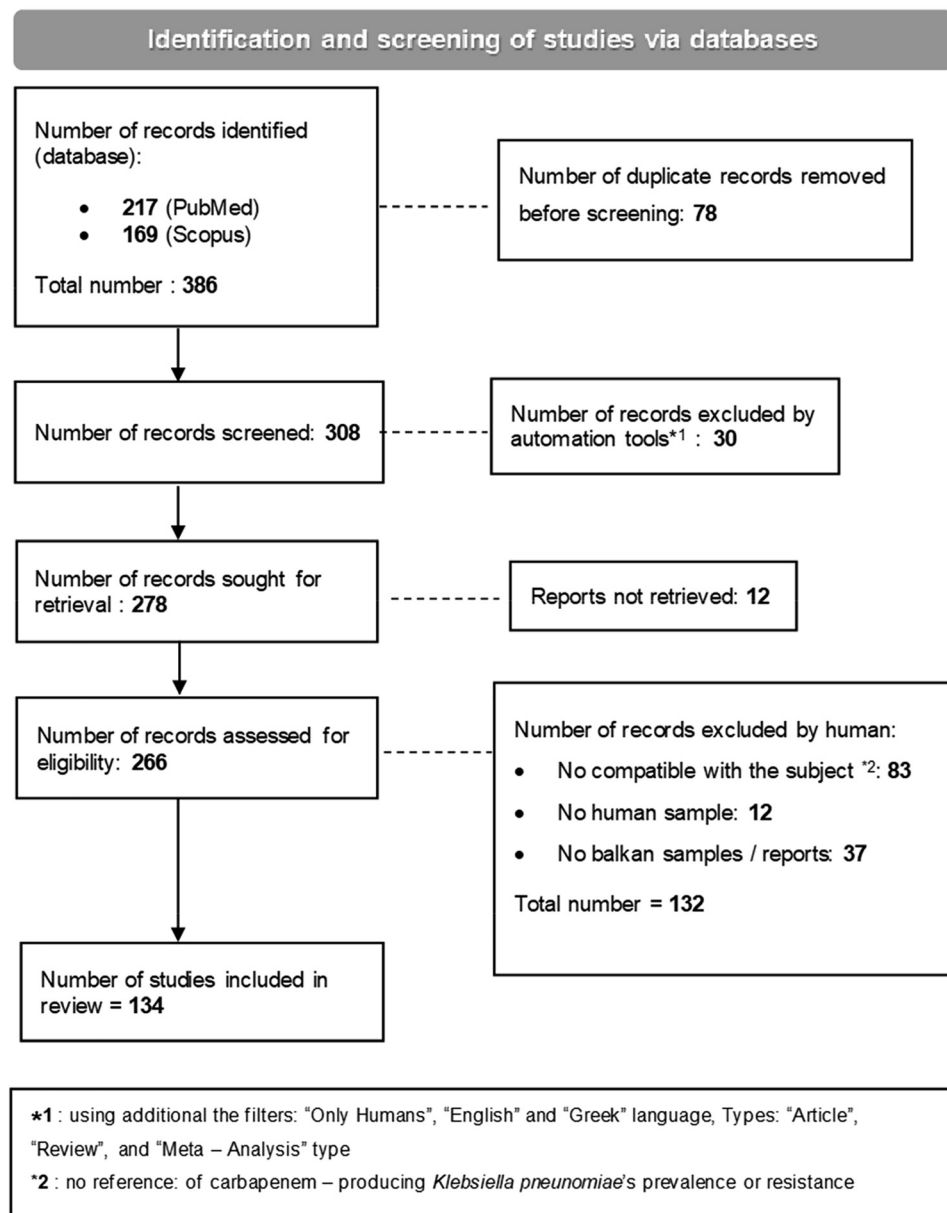 Identification and screening of studies via databases
Number of records identified
(database):
• 217 (PubMed)
• 169 (Scopus)
Total number : 386
Number of duplicate records removed
before screening: 78
Number of records screened: 308
Number of records excluded by
automation tools*1 : 30
Number of records sought for
retrieval : 278
Reports not retrieved: 12
Number of records assessed for
eligibility: 266
Number of records excluded by human:
• No compatible with the subject *2: 83
• No human sample: 12
• No balkan samples / reports: 37
Total number = 132
Number of studies included in
review = 134
*1 : using additional the filters: “Only Humans”, “English” and “Greek” language, Types: “Article”,
“Review”, and “Meta – Analysis” type
*2 : no reference: of carbapenem – producing Klebsiella pneunomiae’s prevalence or resistance